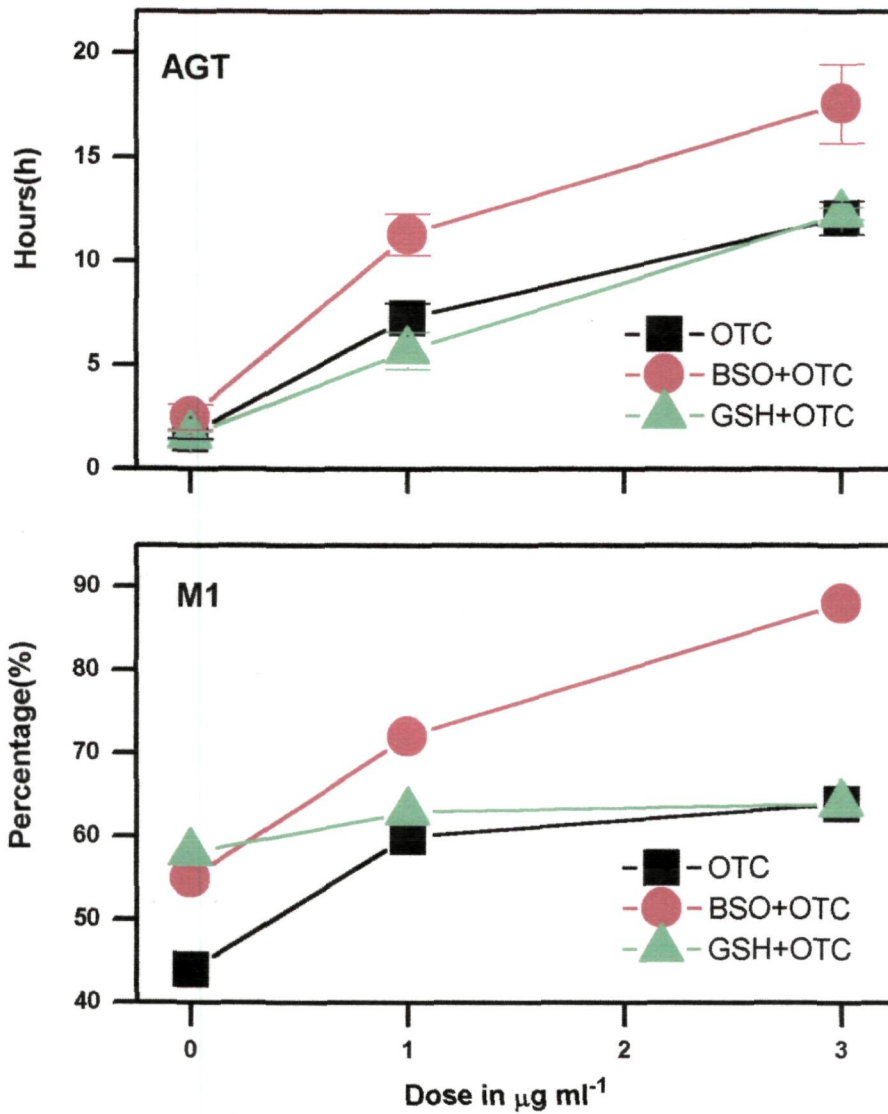 20
AGT
15
Hours(h)
10
5
0
OTC
BSO+OTC
GSH+OTC
90
M1
80
Percentage(%)
70
60
50
40
OTC
BSO+OTC
GSH+OTC
0 1 2 3
Dose in μg ml⁻¹